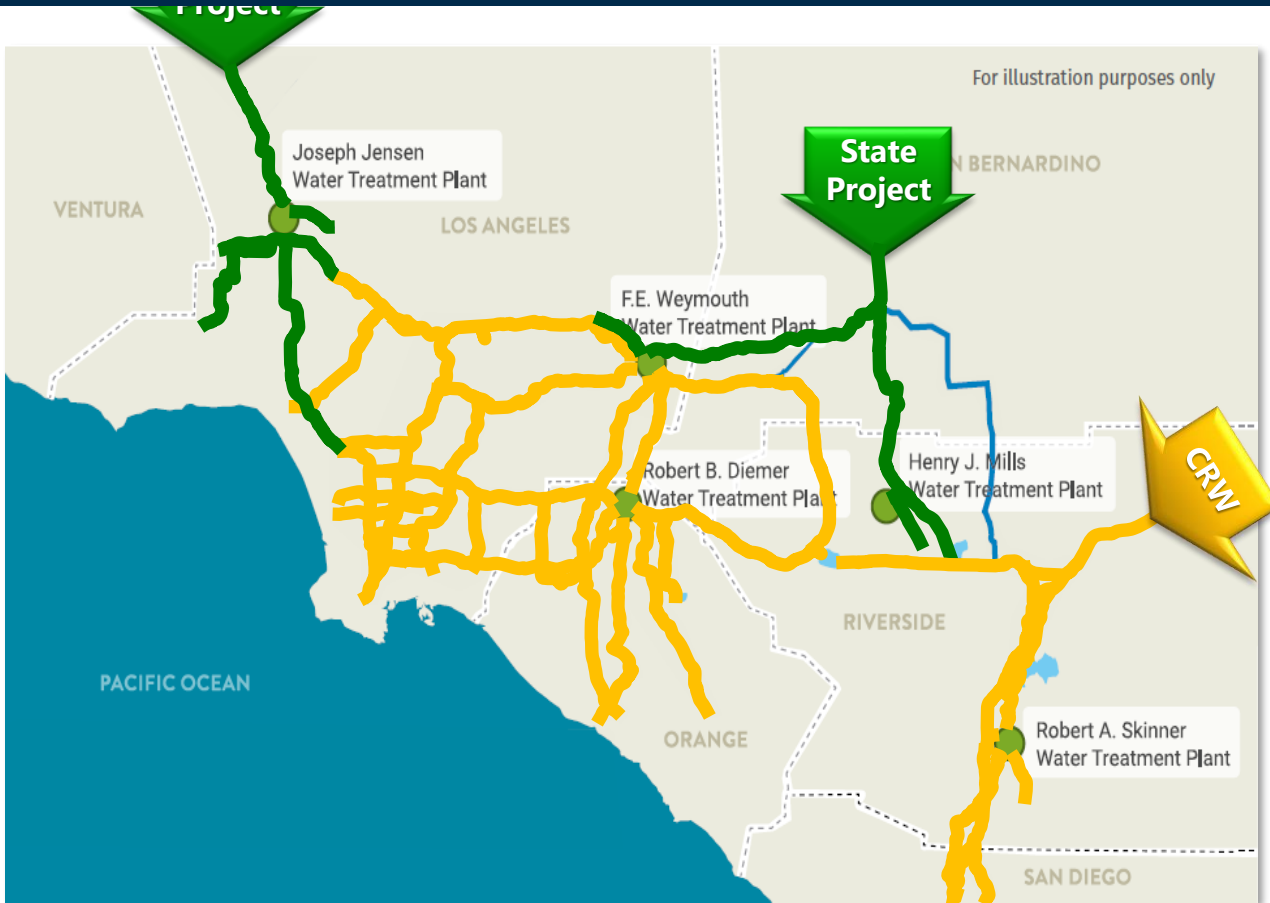 Project
For illustration purposes only
Joseph Jensen
Water Treatment Plant
State
Project
N BERNARDINO
VENTURA
LOS ANGELES
F.E. Weymouth
Water Treatment Plant
CRW
Robert B. Diemer
Water Treatment Plant
Henry J. Mills
Water Treatment Plant
RIVERSIDE
PACIFIC OCEAN
ORANGE
Robert A. Skinner
Water Treatment Plant
SAN DIEGO